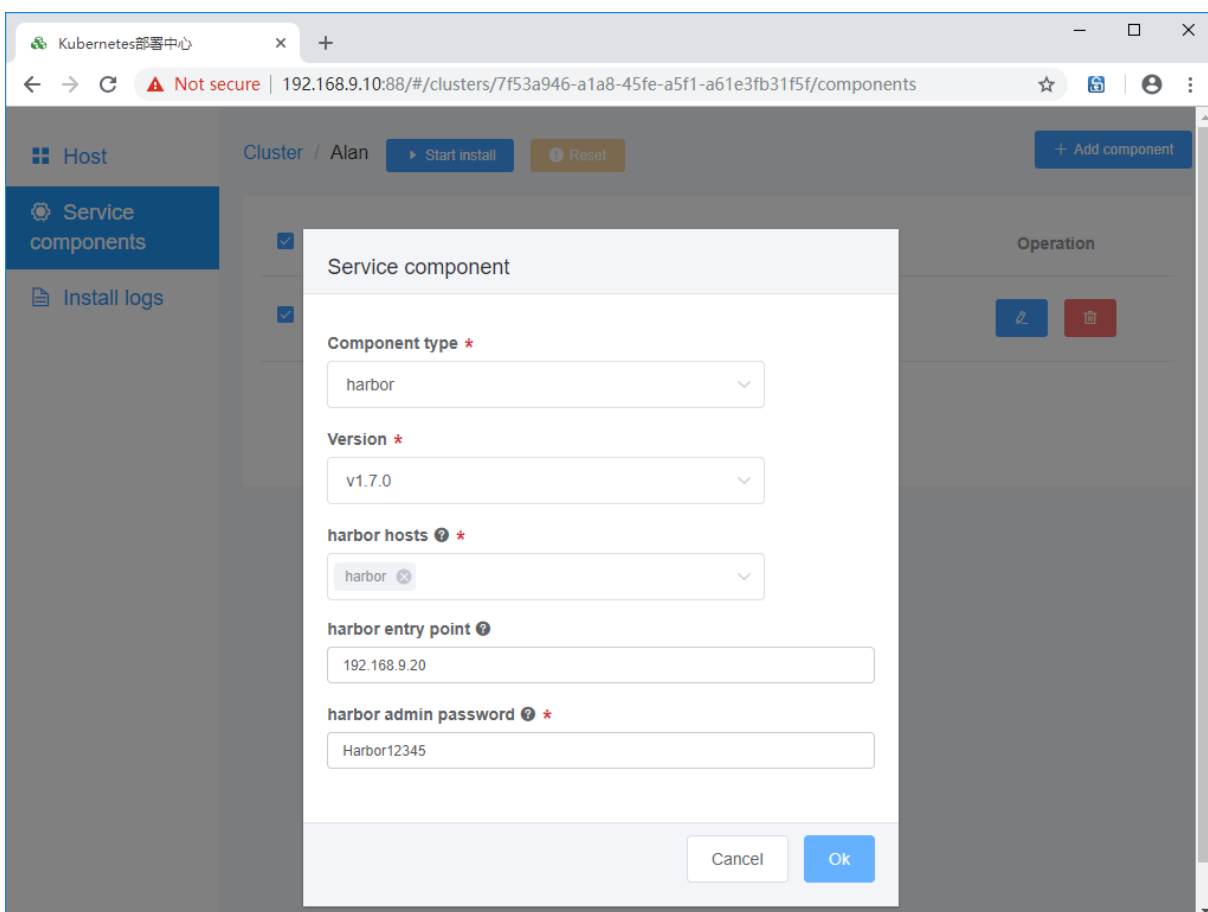 Kubernetes部署中心
Not secure | 192.168.9.10:88/#/clusters/7f53a946-a1a8-45fe-a5f1-a61e3fb31f5f/components
Host
Cluster / Alan Start install Reset + Add component
Service
components
Operation
Service component
Install logs
Component type *
harbor
Version *
v1.7.0
harbor hosts *
harbor
harbor entry point
192.168.9.20
harbor admin password *
Harbor12345
Cancel Ok